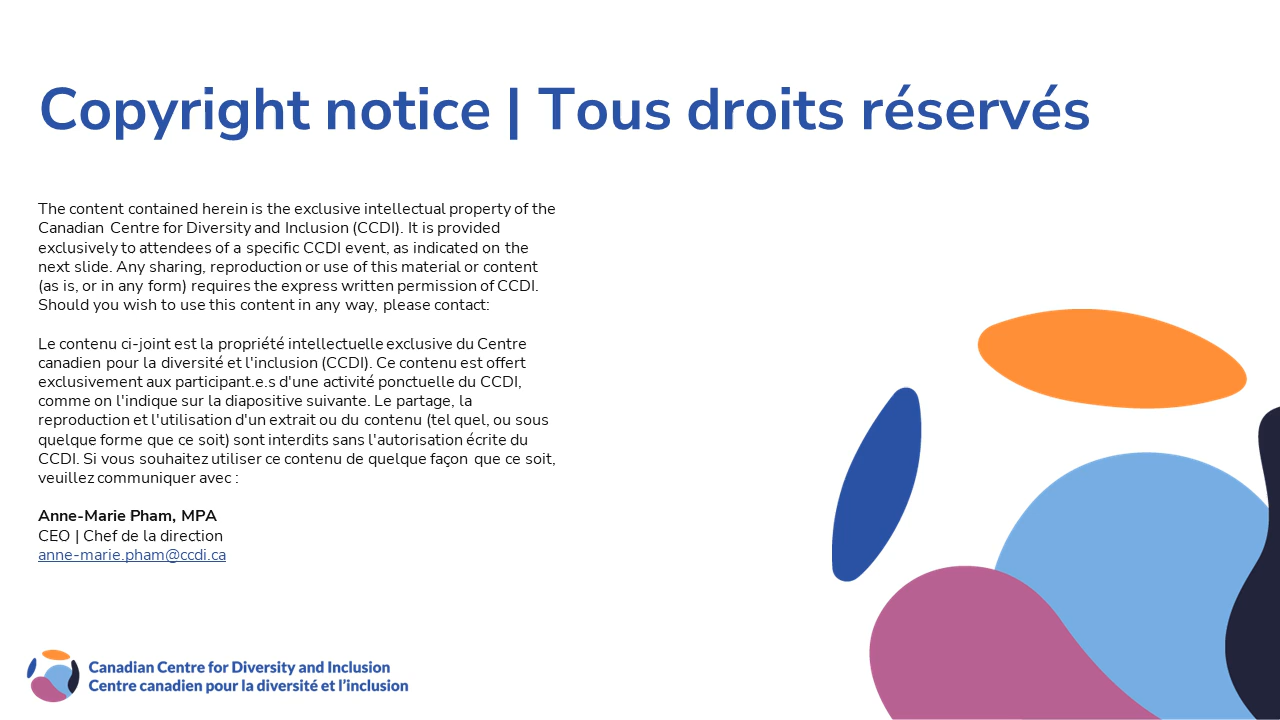 Copyright notice | Tous droits réservés
The content contained herein is the exclusive intellectual property of the
Canadian Centre for Diversity and Inclusion (CCDI). It is provided
exclusively to attendees of a specific CCDI event, as indicated on the
next slide. Any sharing, reproduction or use of this material or content
(as is, or in any form) requires the express written permission of CCDI.
Should you wish to use this content in any way, please contact:
Le contenu ci-joint est la propriété intellectuelle exclusive du Centre
canadien pour la diversité et l'inclusion (CCDI). Ce contenu est offert
exclusivement aux participant.e.s d'une activité ponctuelle du CCDI,
comme on l'indique sur la diapositive suivante. Le partage, la
reproduction et l'utilisation d'un extrait ou du contenu (tel quel, ou sous
quelque forme que ce soit) sont interdits sans l'autorisation écrite du
CCDI. Si vous souhaitez utiliser ce contenu de quelque façon que ce soit,
veuillez communiquer avec :
Anne-Marie Pham, MPA
CEO | Chef de la direction
anne-marie.pham@ccdi.ca
Canadian Centre for Diversity and Inclusion
Centre canadien pour la diversité et l’inclusion